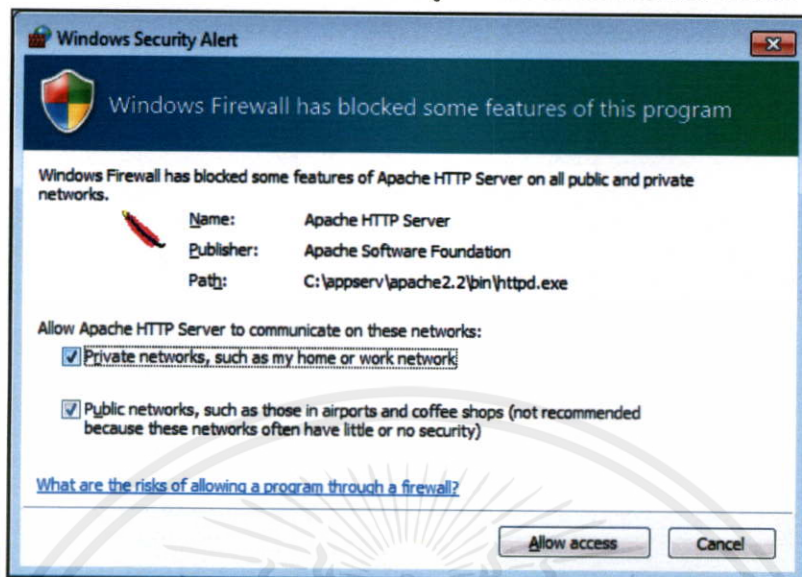 Windows Security Alert
Windows Firewall has blocked some features of this program
Windows Firewall has blocked some features of Apache HTTP Server on all public and private
networks.
Name: Apache HTTP Server
Publisher: Apache Software Foundation
Path: C:\appserv\apache2.2\bin\httpd.exe
Allow Apache HTTP Server to communicate on these networks:
Private networks, such as my home or work network
Public networks, such as those in airports and coffee shops (not recommended
because these networks often have little or no security)
What are the risks of allowing a program through a firewall?
Allow access Cancel